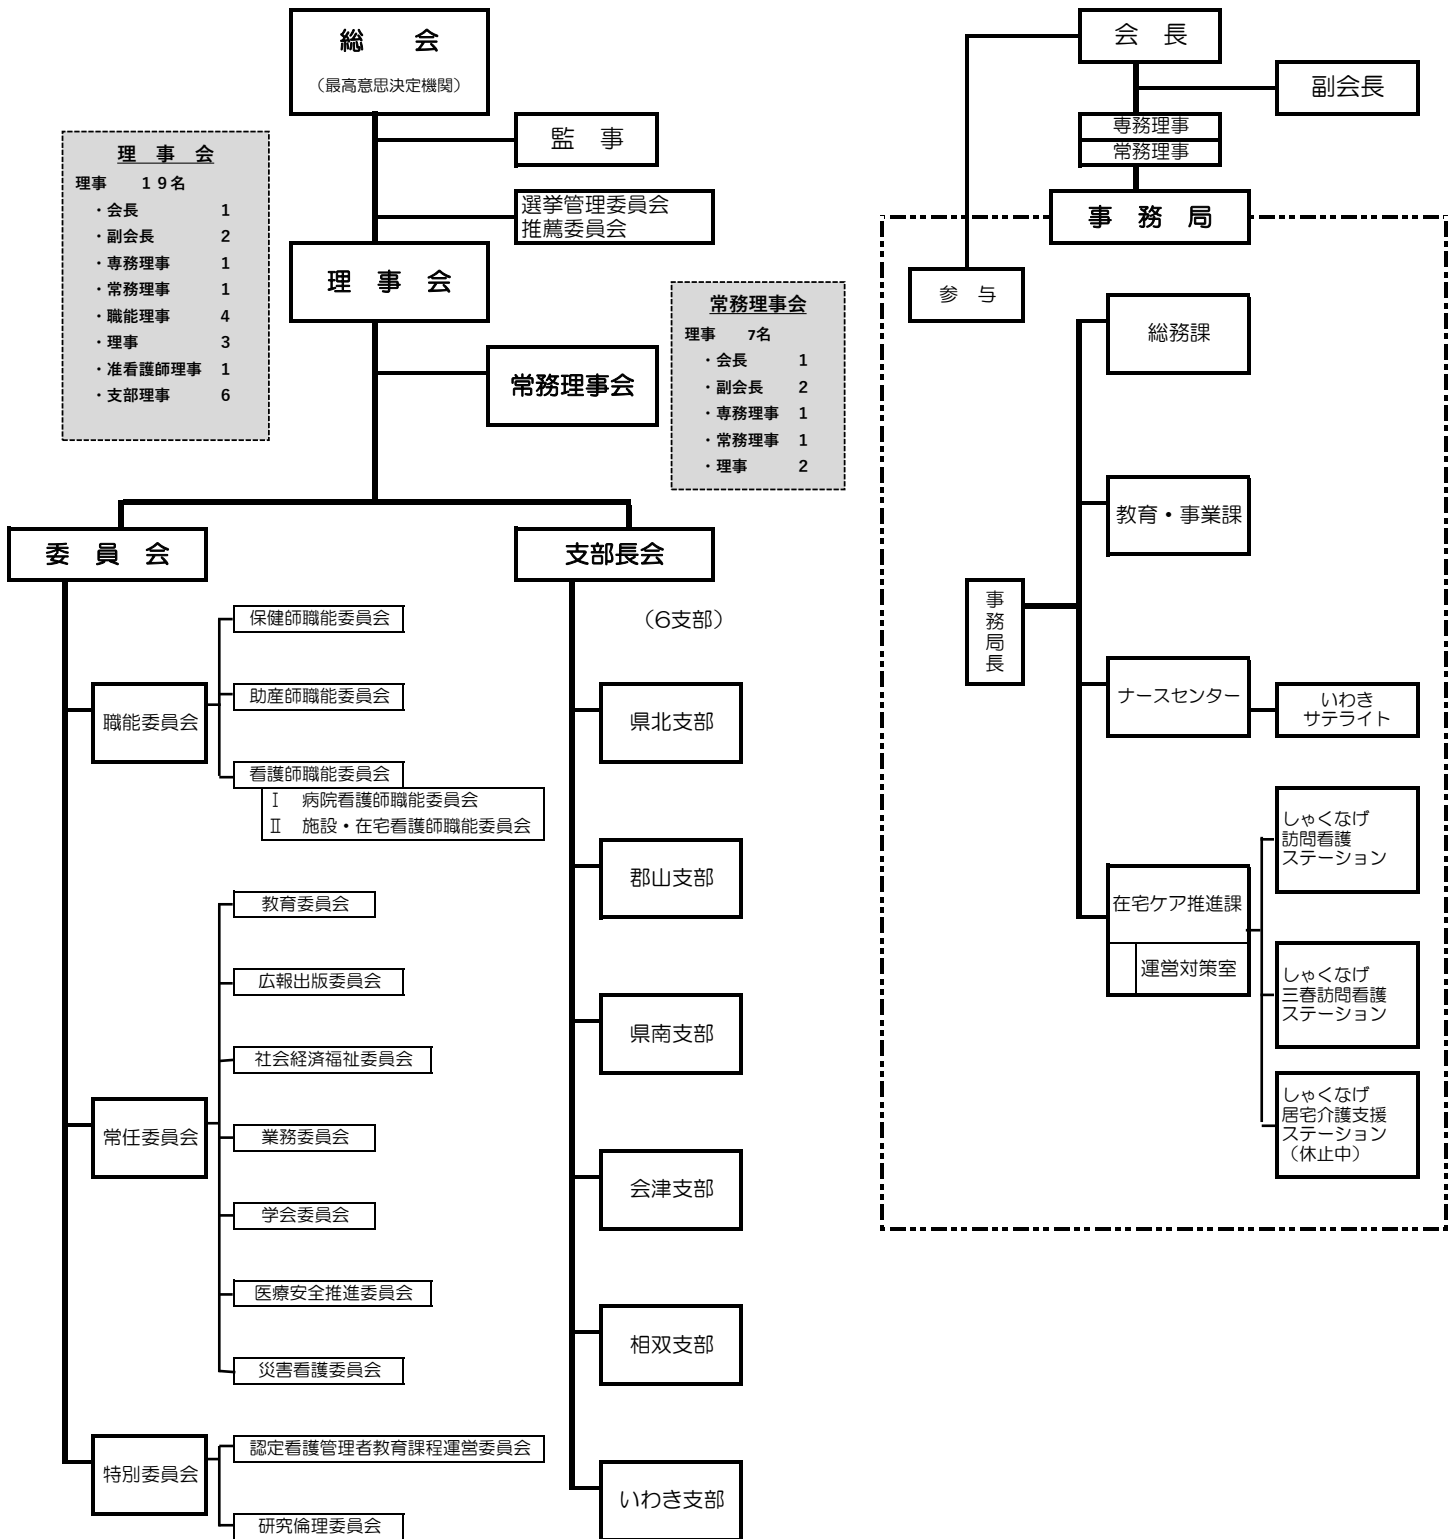 総　会
（最高意思決定機関）
監　事
選挙管理委員会
推薦委員会
理　事　会
理　事　会
理事　１９名
・会長　1
・副会長　2
・専務理事　1
・常務理事　1
・職能理事　4
・理事　3
・准看護師理事　1
・支部理事　6
常務理事会
常務理事会
理事　7名
・会長　1
・副会長　2
・専務理事　1
・常務理事　1
・理事　2
委　員　会
職能委員会
保健師職能委員会
助産師職能委員会
看護師職能委員会
Ⅰ　病院看護師職能委員会
Ⅱ　施設・在宅看護師職能委員会
常任委員会
教育委員会
広報出版委員会
社会経済福祉委員会
業務委員会
学会委員会
医療安全推進委員会
災害看護委員会
特別委員会
認定看護管理者教育課程運営委員会
研究倫理委員会
支部長会
（6支部）
県北支部
郡山支部
県南支部
会津支部
相双支部
いわき支部
会　長
副会長
専務理事
常務理事
事　務　局
参　与
事務局長
総務課
教育・事業課
ナースセンター
いわき
サテライト
在宅ケア推進課
運営対策室
しゃくなげ
訪問看護
ステーション
しゃくなげ
三春訪問看護
ステーション
しゃくなげ
居宅介護支援
ステーション
（休止中）